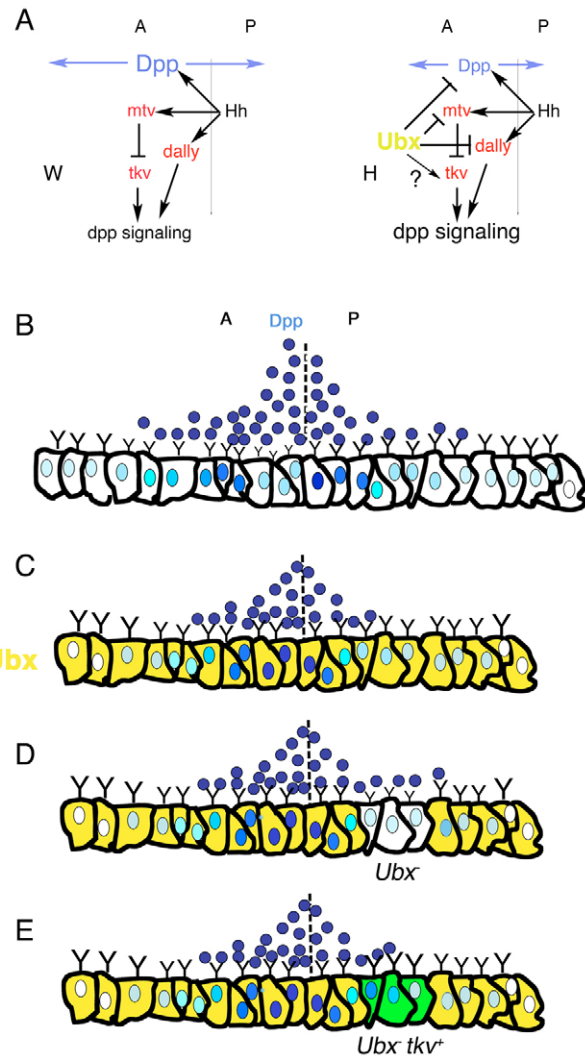 A
A P A P
Dpp Dpp
mtv Hh mtv Hh
dally Ubx dally
W tkv H ? tkv
dpp signaling dpp signaling
B
A Dpp P
C
Ubx
D
Ubx-
E
Ubx- tkv+